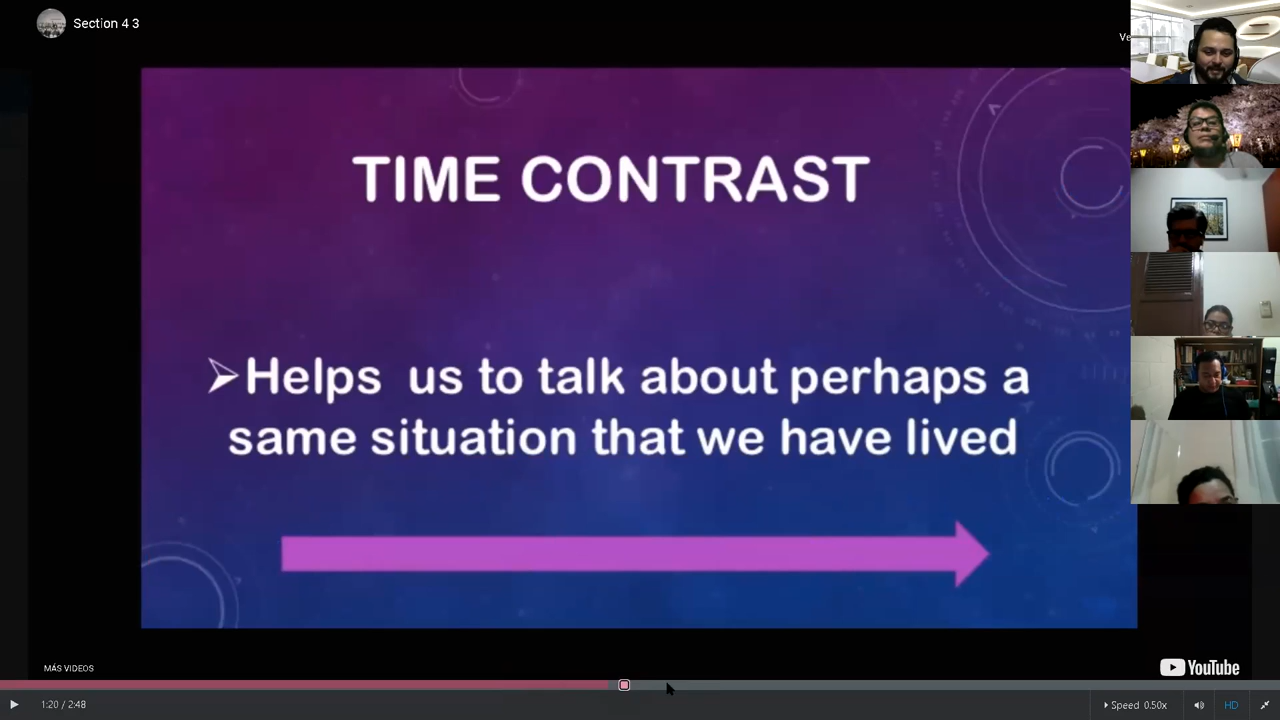 Section 4 3
Ve
TIME CONTRAST
➢Helps us to talk about perhaps a
same situation that we have lived
MÁS VIDEOS
YouTube
1:20 / 2:48
Speed 0.50x
HD